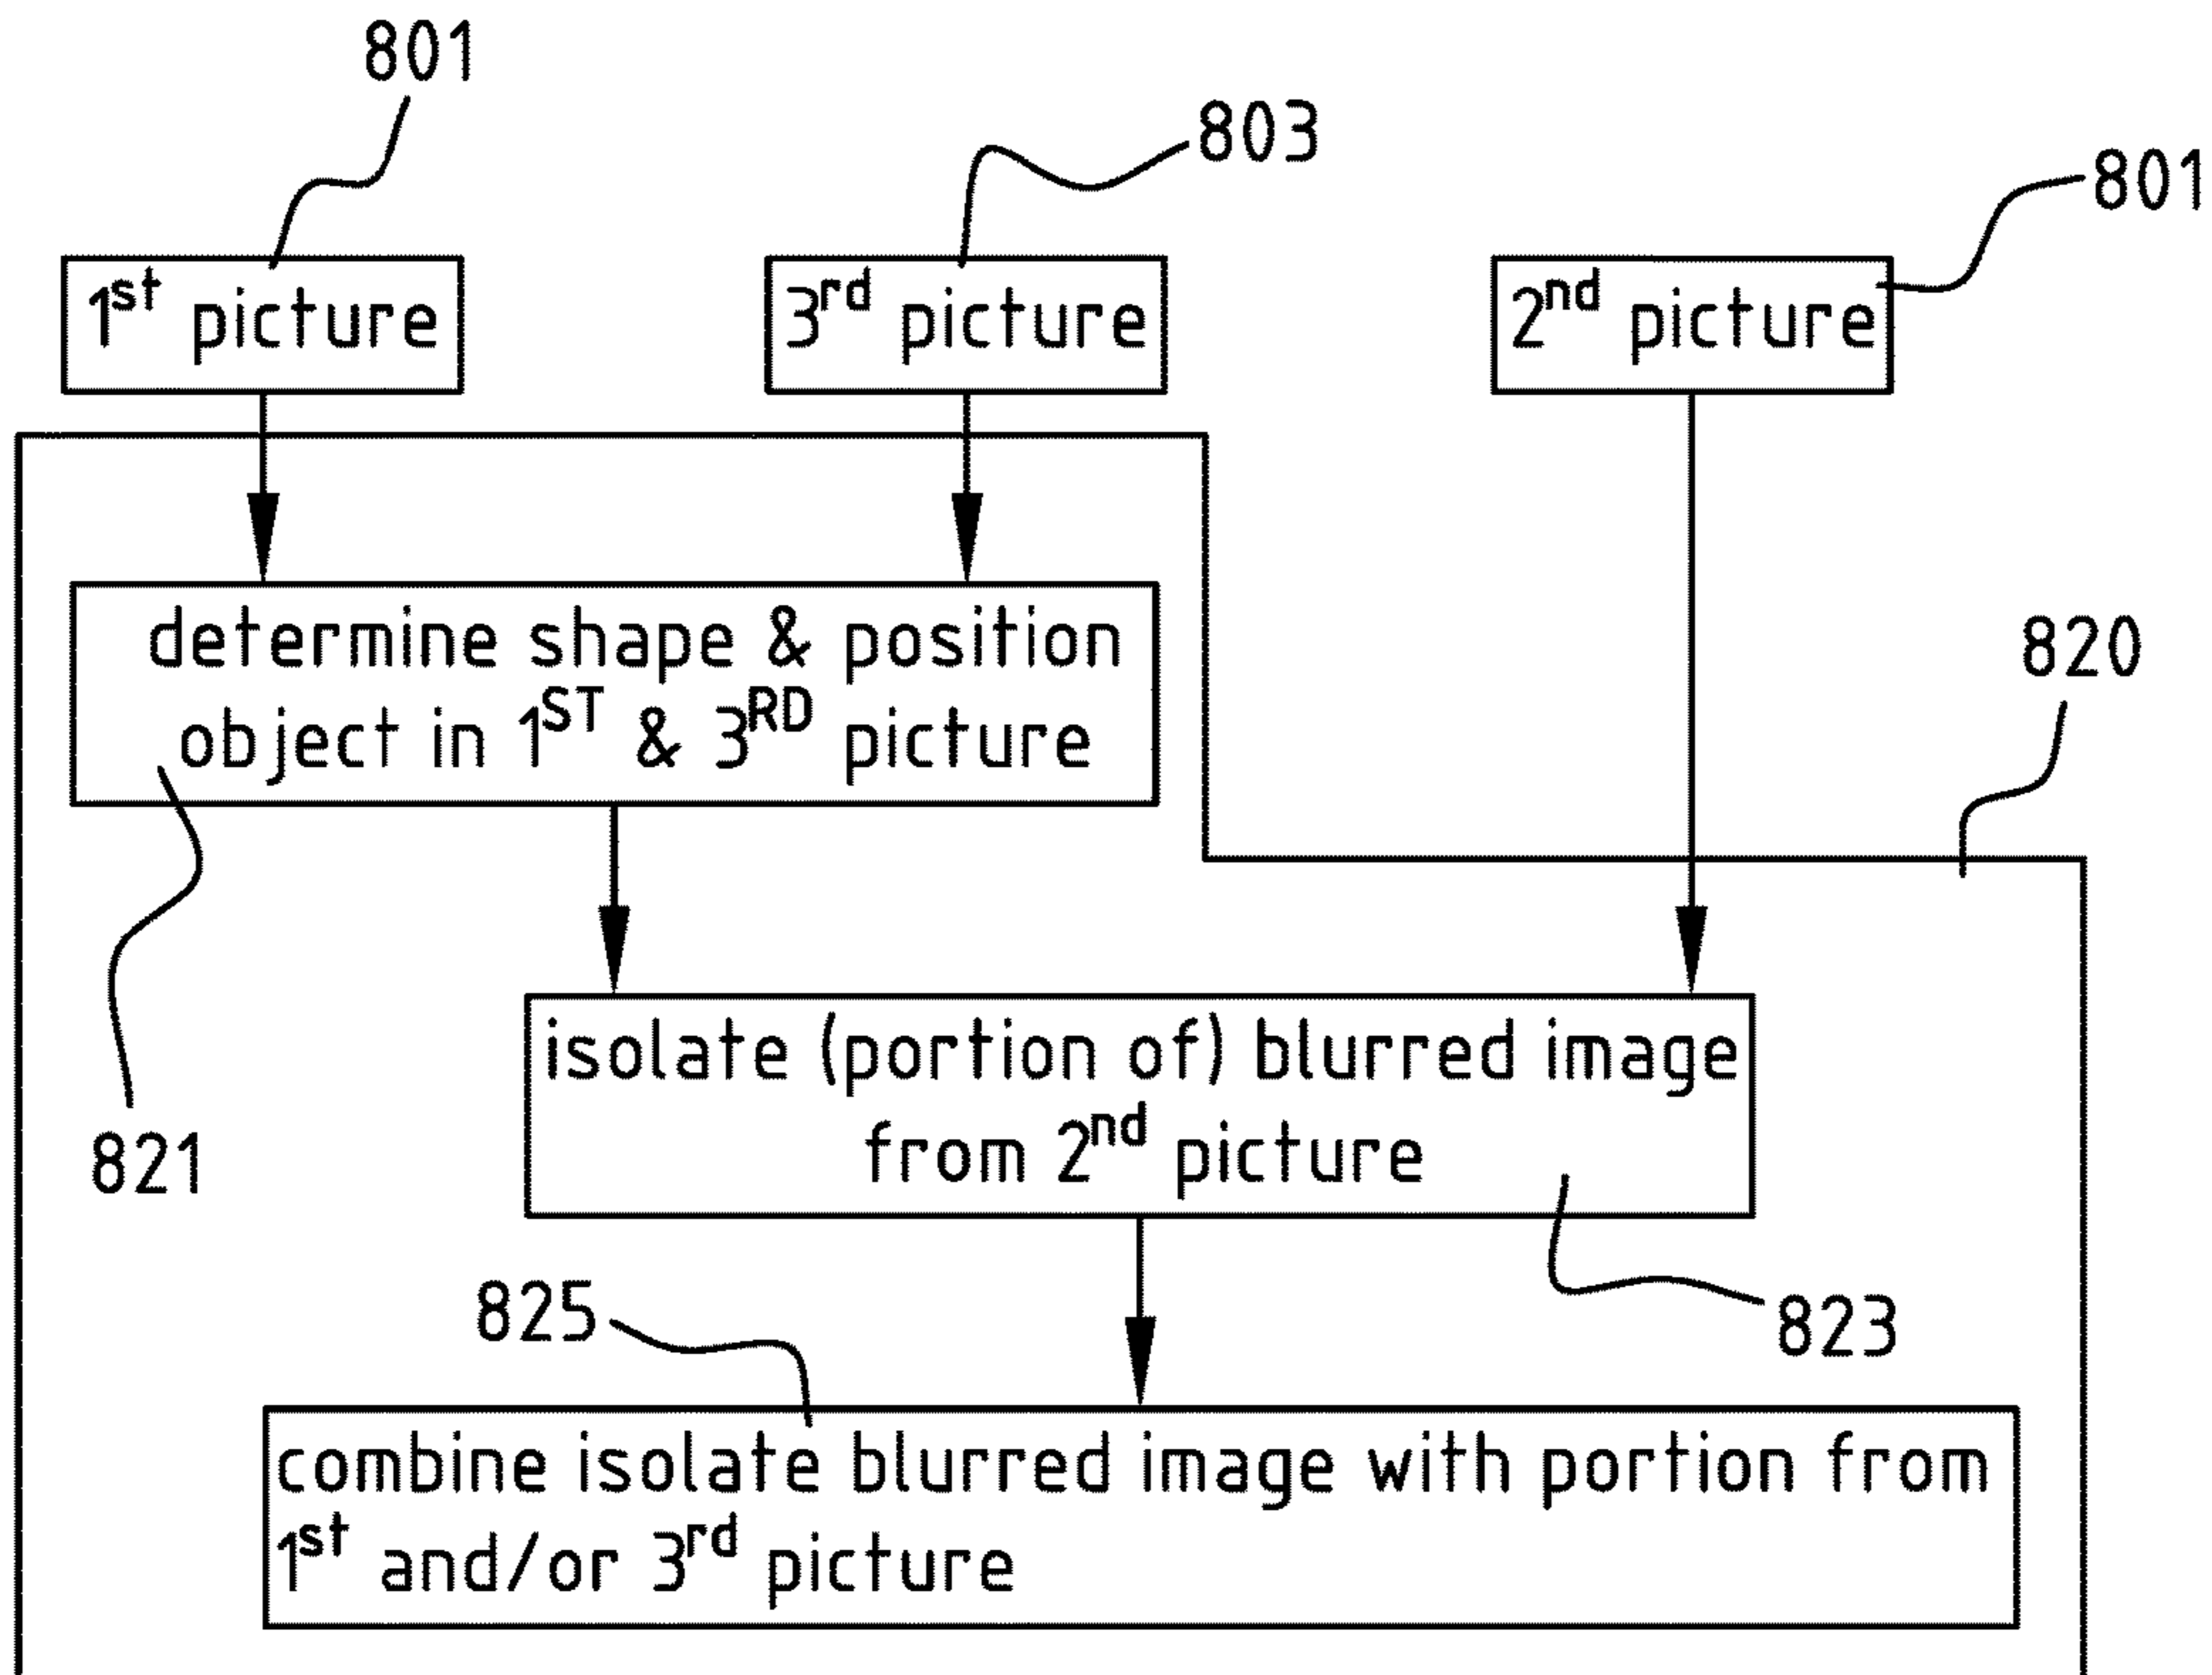 801
803
801
1st picture
3rd picture
2nd picture
determine shape & position
object in 1ST & 3RD picture
820
isolate (portion of) blurred image
from 2nd picture
821
825
823
combine isolate blurred image with portion from
1st and/or 3rd picture